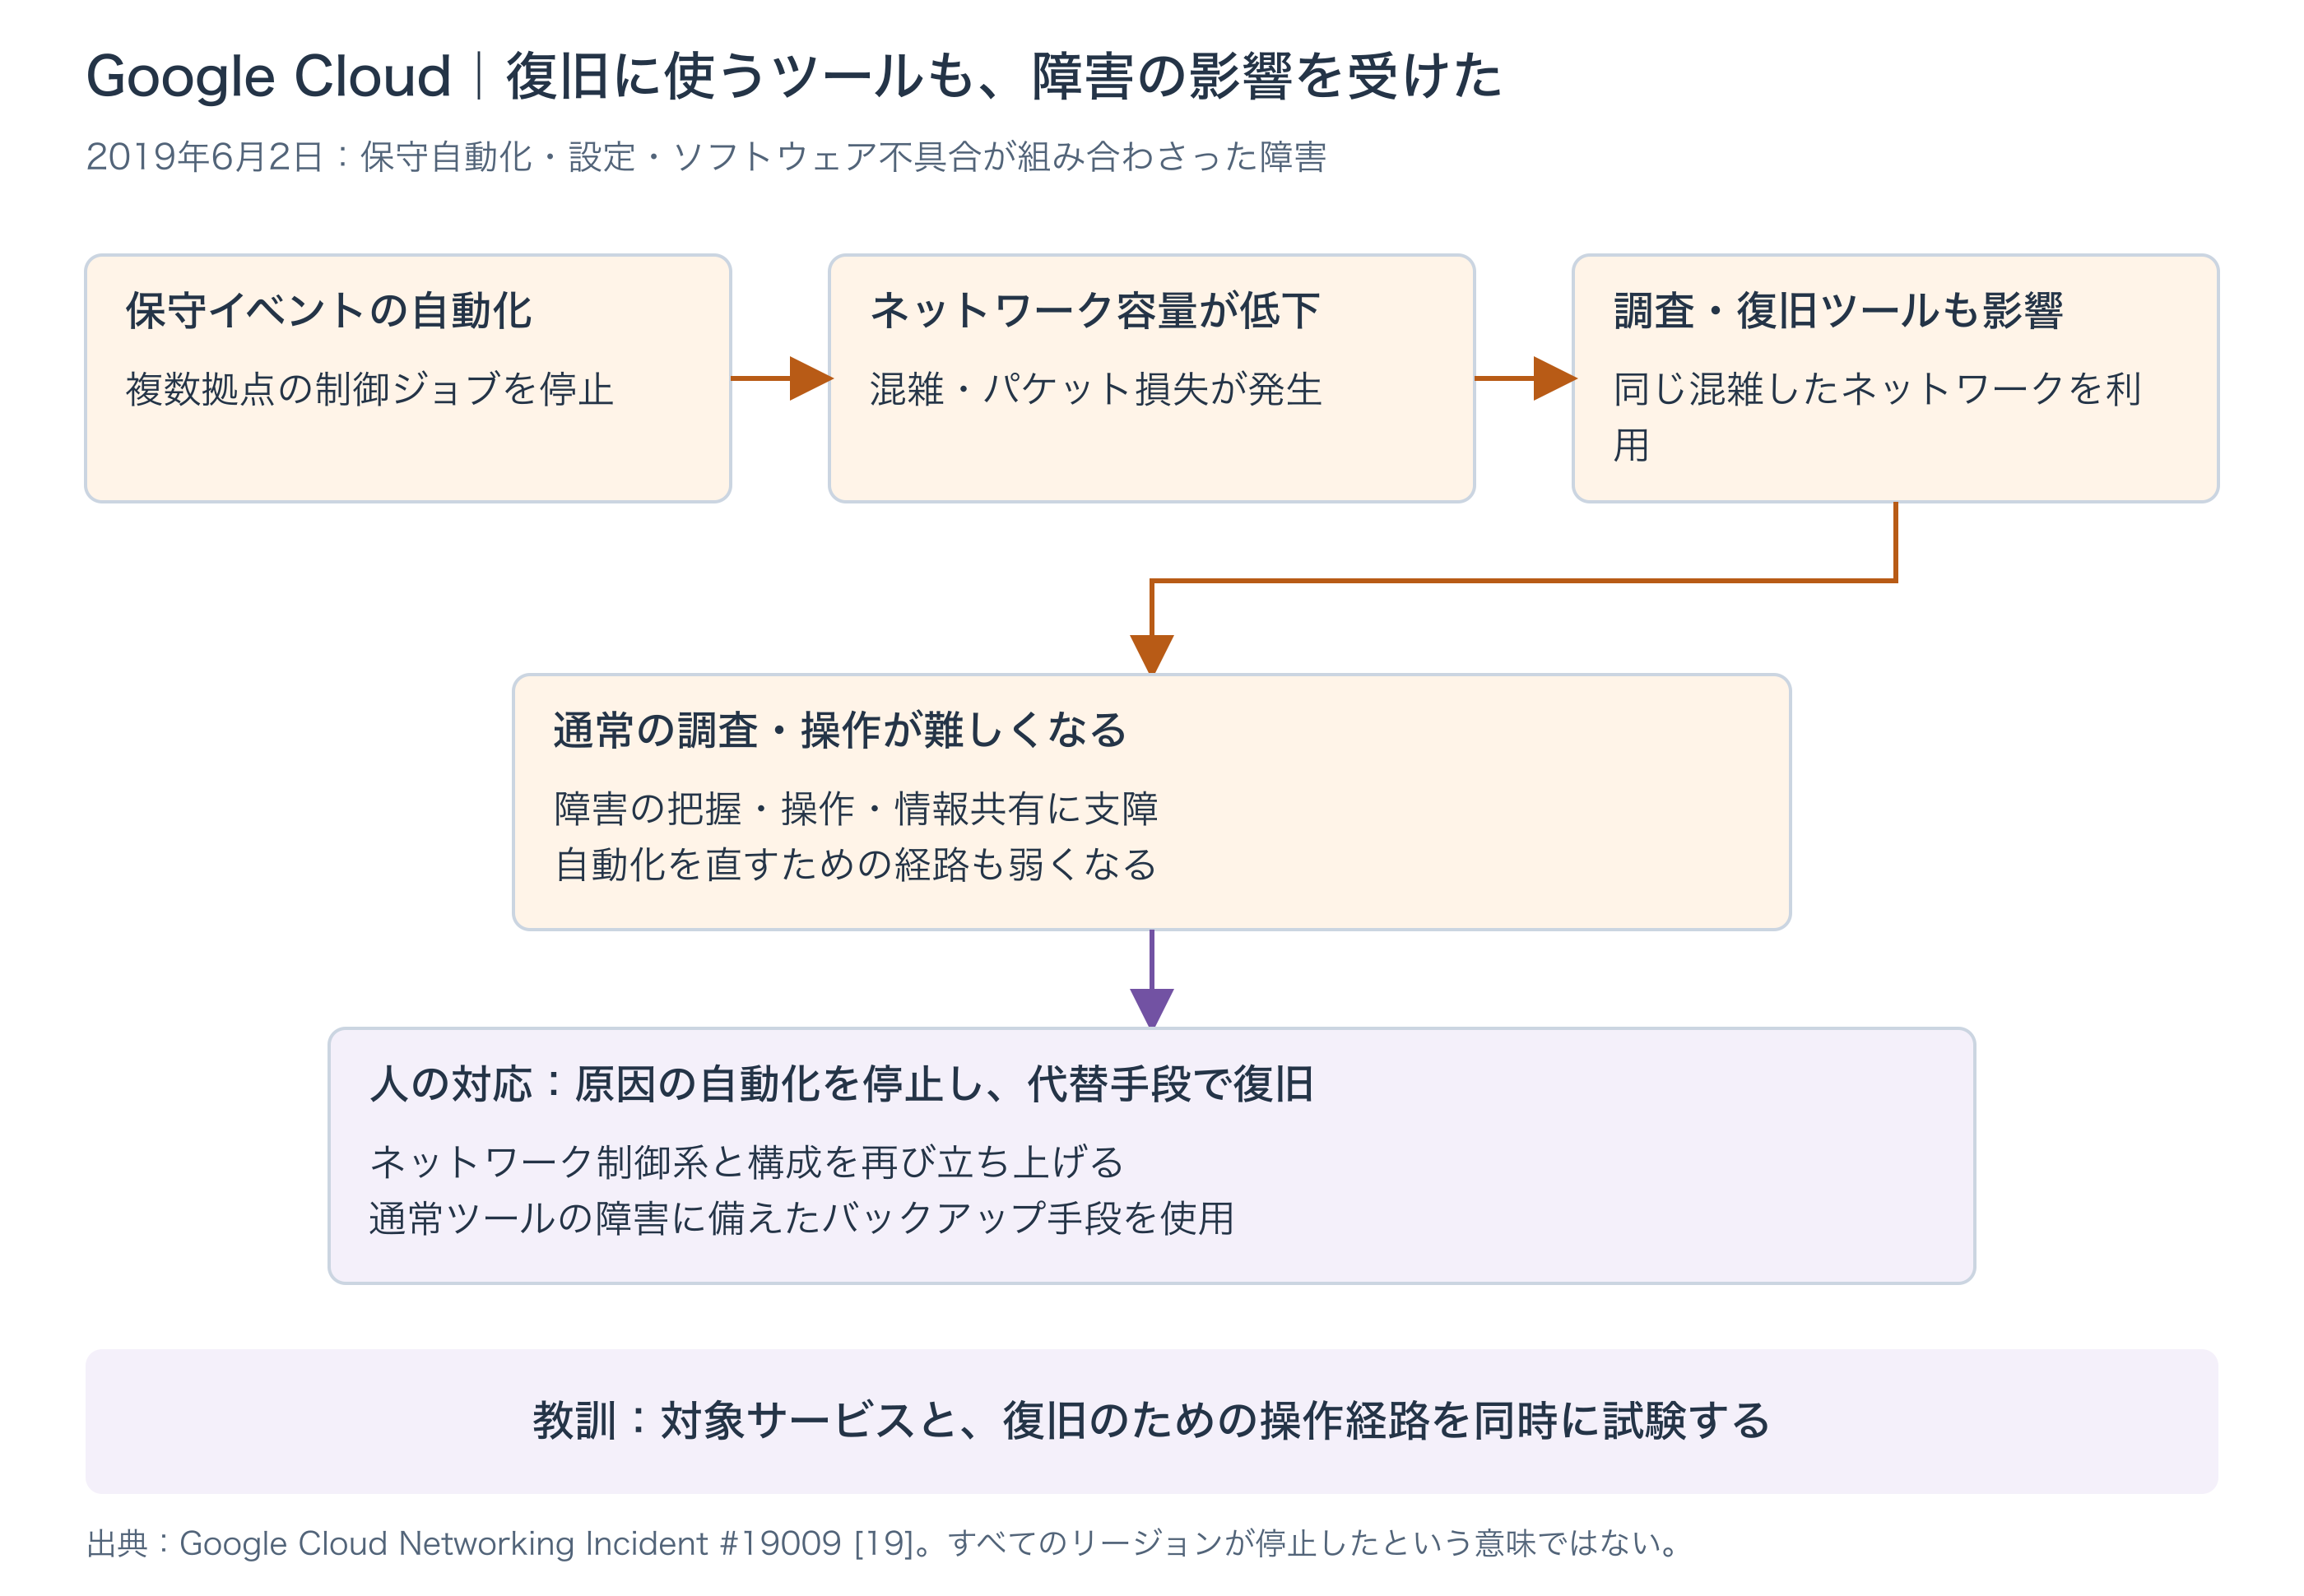 Google Cloud｜復旧に使うツールも、障害の影響を受けた
2019年6月2日：保守自動化・設定・ソフトウェア不具合が組み合わさった障害
保守イベントの自動化
複数拠点の制御ジョブを停止
ネットワーク容量が低下
混雑・パケット損失が発生
調査・復旧ツールも影響
同じ混雑したネットワークを利
用
通常の調査・操作が難しくなる
障害の把握・操作・情報共有に支障
自動化を直すための経路も弱くなる
人の対応：原因の自動化を停止し、代替手段で復旧
ネットワーク制御系と構成を再び立ち上げる
通常ツールの障害に備えたバックアップ手段を使用
教訓：対象サービスと、復旧のための操作経路を同時に試験する
出典：Google Cloud Networking Incident #19009 [19]。すべてのリージョンが停止したという意味ではない。